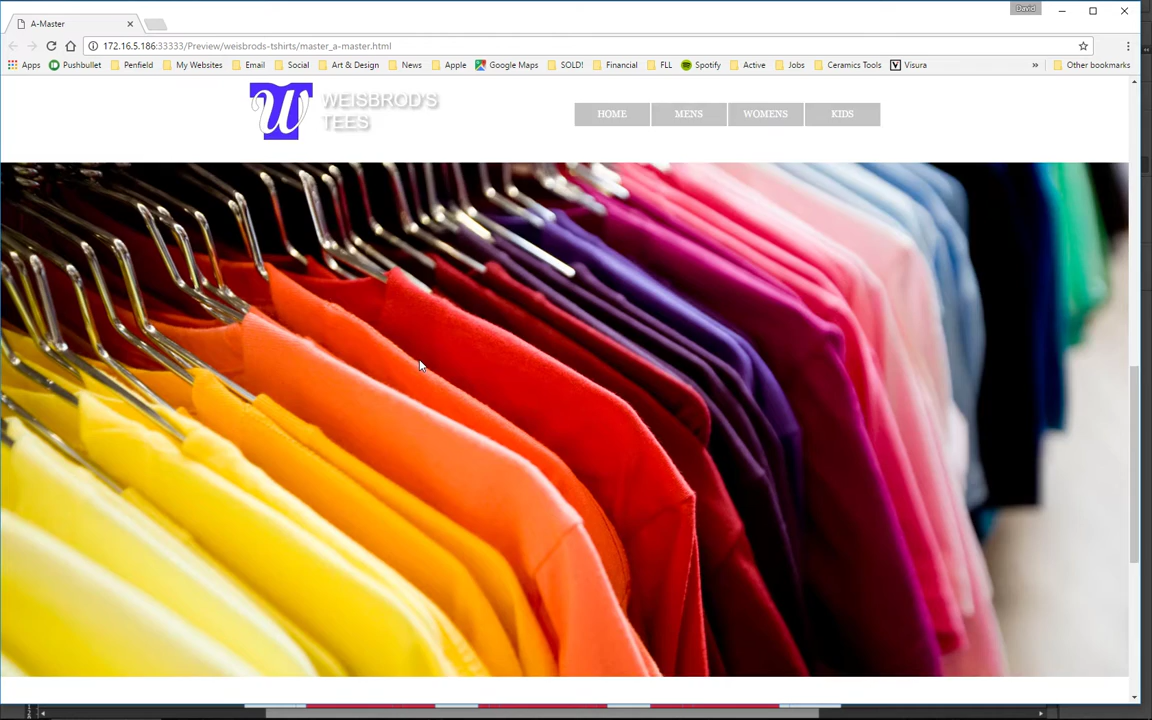 David
A-Master
172.16.5.186:33333/Preview/weisbrods-tshirts/master_a-master.html
Apps Pushbullet Penfield My Websites Email Social Art & Design News Apple Google Maps SOLD! Financial FLL Spotify Active Jobs Ceramics Tools V Visura » Other bookmarks
W WEISBROD'S
TEES
HOME MENS WOMENS KIDS